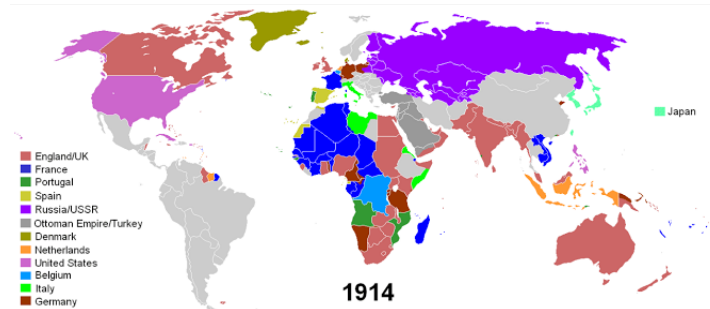 Japan
England/UK
France
Portugal
Spain
Russia/USSR
Ottoman Empire/Turkey
Denmark
Netherlands
United States
Belgium
Italy
Germany
1914